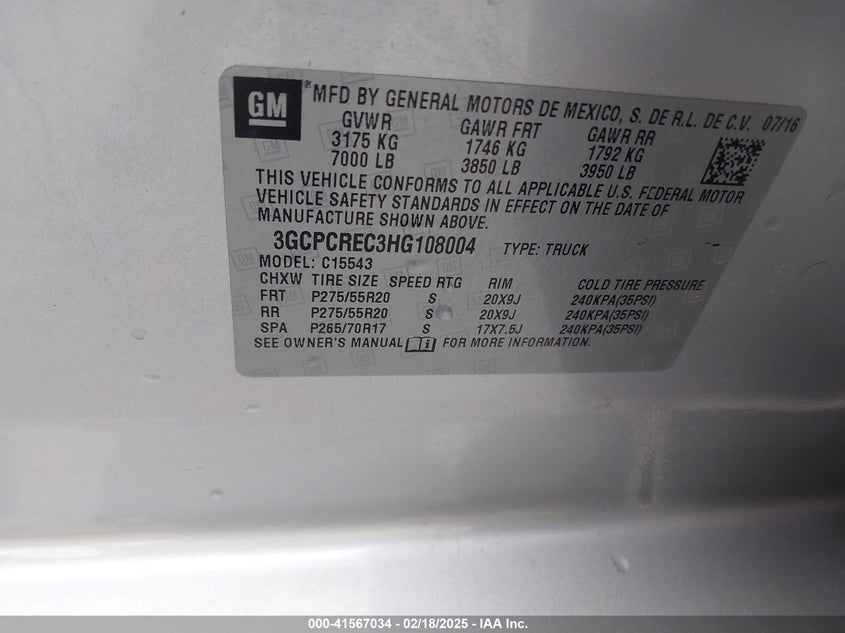 GM
® MFD BY GENERAL MOTORS DE MEXICO, S. DE R.L. DE C.V. 07/16
GVWR GAWR FRT GAWR RR
3175 KG 1746 KG 1792 KG
7000 LB 3850 LB 3950 LB
THIS VEHICLE CONFORMS TO ALL APPLICABLE U.S. FEDERAL MOTOR
VEHICLE SAFETY STANDARDS IN EFFECT ON THE DATE OF
MANUFACTURE SHOWN ABOVE.
3GCPCREC3HG108004 TYPE: TRUCK
MODEL: C15543
CHXW TIRE SIZE SPEED RTG RIM COLD TIRE PRESSURE
FRT P275/55R20 S 20X9J 240KPA(35PSI)
RR P275/55R20 S 20X9J 240KPA(35PSI)
SPA P265/70R17 S 17X7.5J 240KPA(35PSI)
SEE OWNER'S MANUAL i FOR MORE INFORMATION.
000-41567034 - 02/18/2025 - IAA Inc.